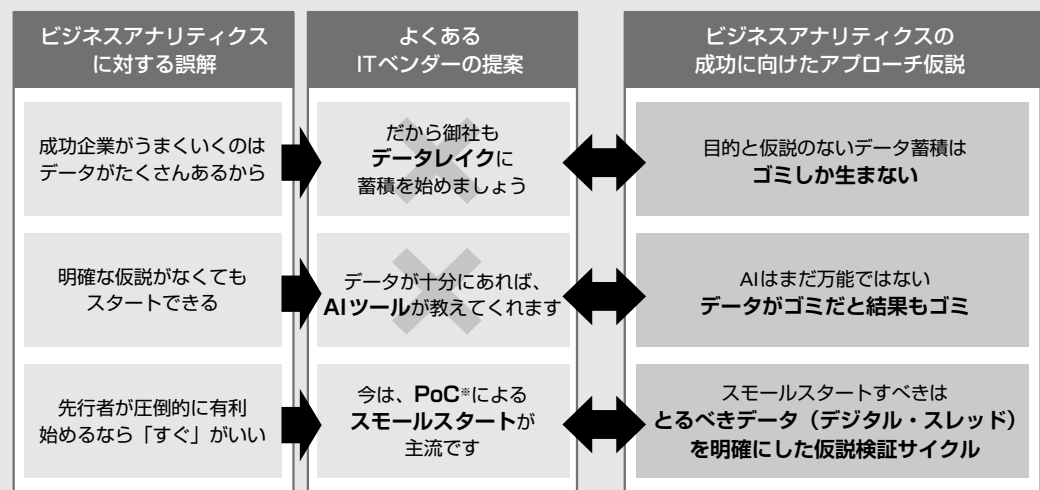 ビジネスアナリティクス
に対する誤解
よくある
ITベンダーの提案
ビジネスアナリティクスの
成功に向けたアプローチ仮説
成功企業がうまくいくのは
データがたくさんあるから
だから御社も
データレイクに
蓄積を始めましょう
目的と仮説のないデータ蓄積は
ゴミしか生まない
明確な仮説がなくても
スタートできる
データが十分にあれば、
AIツールが教えてくれます
AIはまだ万能ではない
データがゴミだと結果もゴミ
先行者が圧倒的に有利
始めるなら「すぐ」がいい
今は、PoC※による
スモールスタートが
主流です
スモールスタートすべきは
とるべきデータ（デジタル・スレッド）
を明確にした仮説検証サイクル